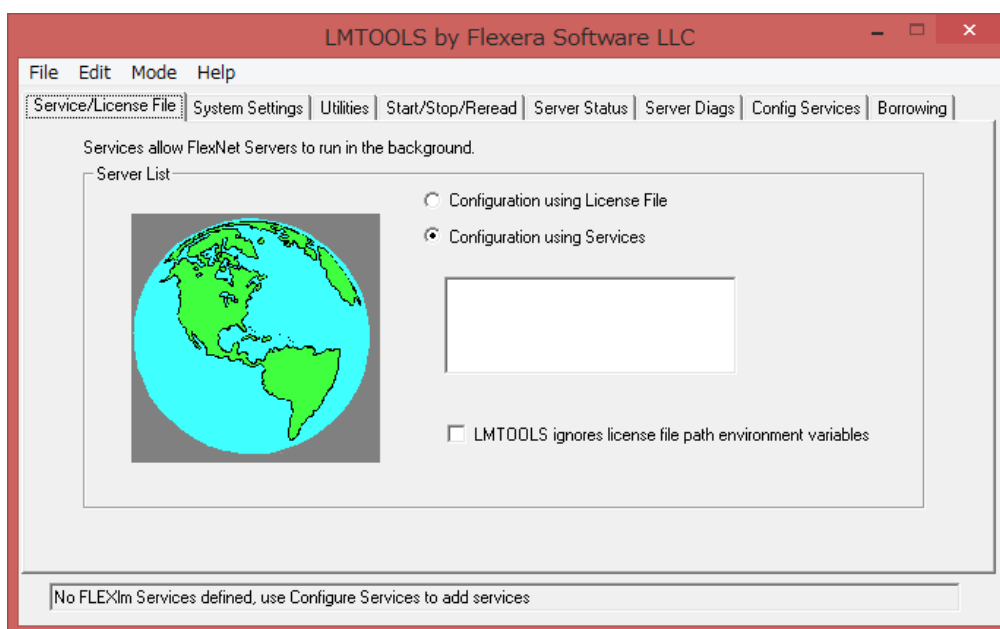 LMTOOLS by Flexera Software LLC
File Edit Mode Help
Service/License File System Settings Utilities Start/Stop/Reread Server Status Server Diags Config Services Borrowing
Services allow FlexNet Servers to run in the background.
Server List
Configuration using License File
Configuration using Services
LMTOOLS ignores license file path environment variables
No FLEXlm Services defined, use Configure Services to add services